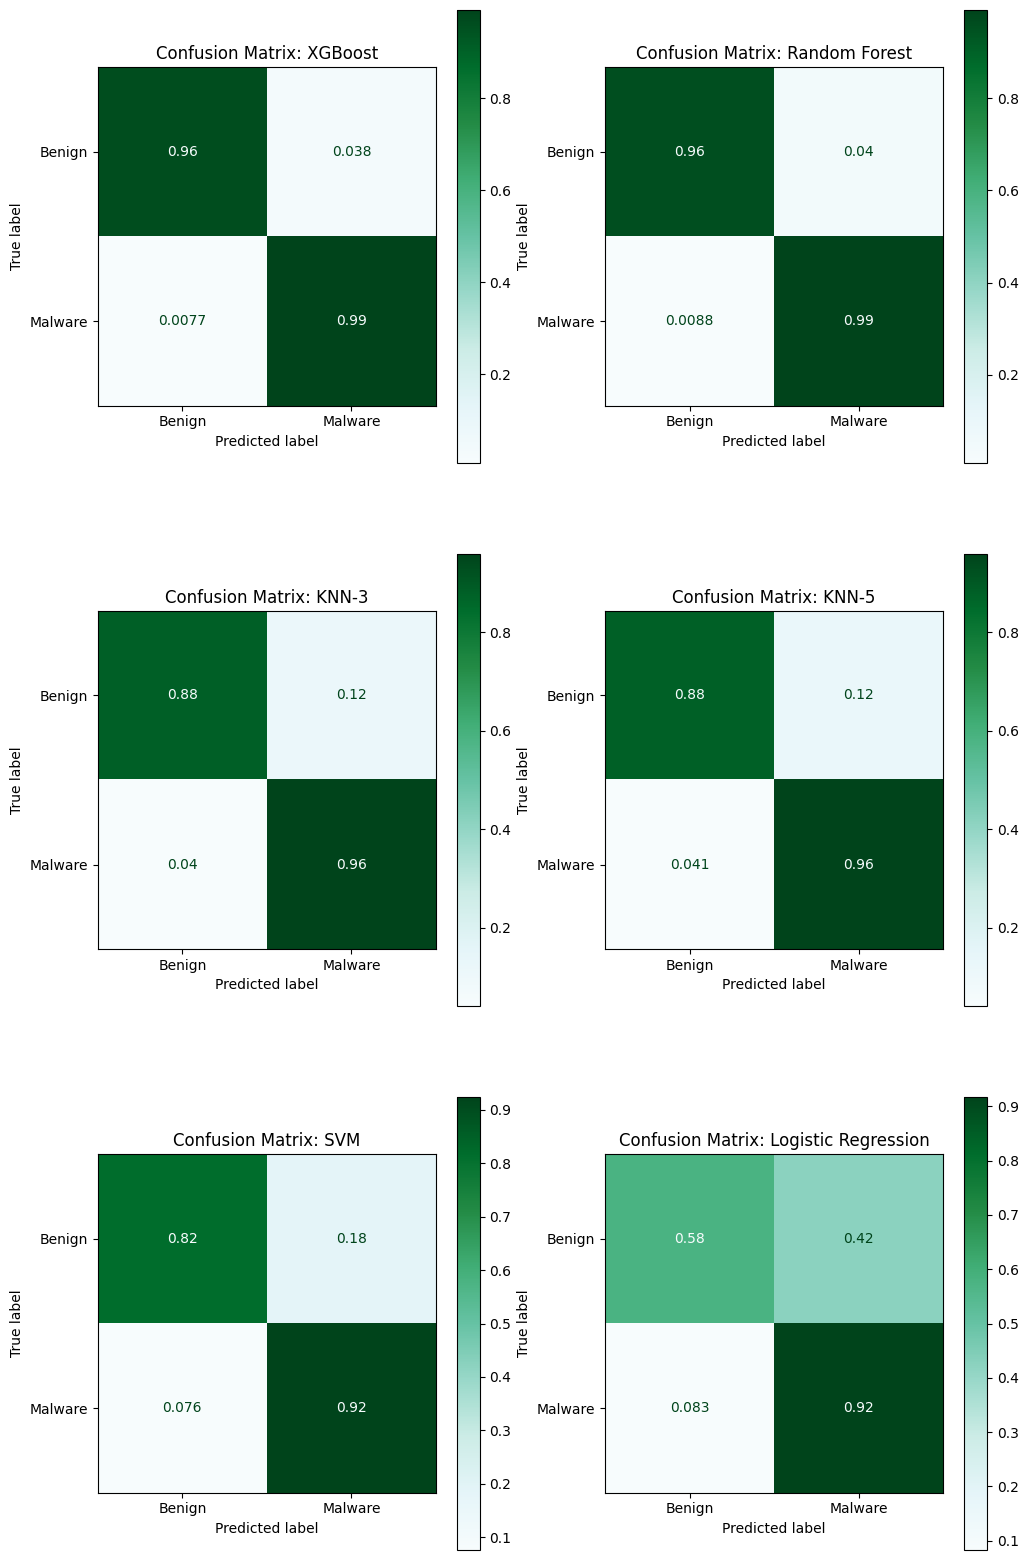 Confusion Matrix: XGBoost
Benign
0.96
0.038
True label
Malware
0.0077
0.99
Benign
Malware
Predicted label
0.8
0.6
0.4
0.2
Confusion Matrix: Random Forest
Benign
0.96
0.04
True label
Malware
0.0088
0.99
Benign
Malware
Predicted label
0.8
0.6
0.4
0.2
Confusion Matrix: KNN-3
Benign
0.88
0.12
True label
Malware
0.04
0.96
Benign
Malware
Predicted label
0.8
0.6
0.4
0.2
Confusion Matrix: KNN-5
Benign
0.88
0.12
True label
Malware
0.041
0.96
Benign
Malware
Predicted label
0.8
0.6
0.4
0.2
Confusion Matrix: SVM
Benign
0.82
0.18
True label
Malware
0.076
0.92
Benign
Malware
Predicted label
0.9
0.8
0.7
0.6
0.5
0.4
0.3
0.2
0.1
Confusion Matrix: Logistic Regression
Benign
0.58
0.42
True label
Malware
0.083
0.92
Benign
Malware
Predicted label
0.9
0.8
0.7
0.6
0.5
0.4
0.3
0.2
0.1